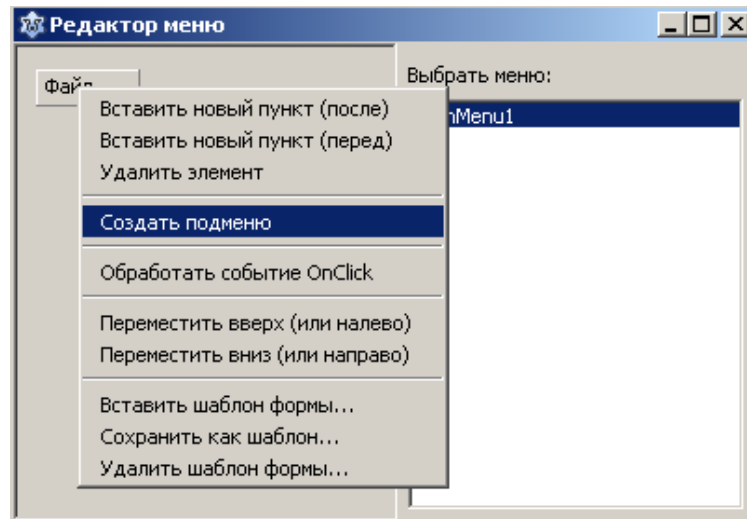 Редактор меню
Выбрать меню:
Файл
nMenu1
Вставить новый пункт (после)
Вставить новый пункт (перед)
Удалить элемент
Создать подменю
Обработать событие OnClick
Переместить вверх (или налево)
Переместить вниз (или направо)
Вставить шаблон формы...
Сохранить как шаблон...
Удалить шаблон формы...